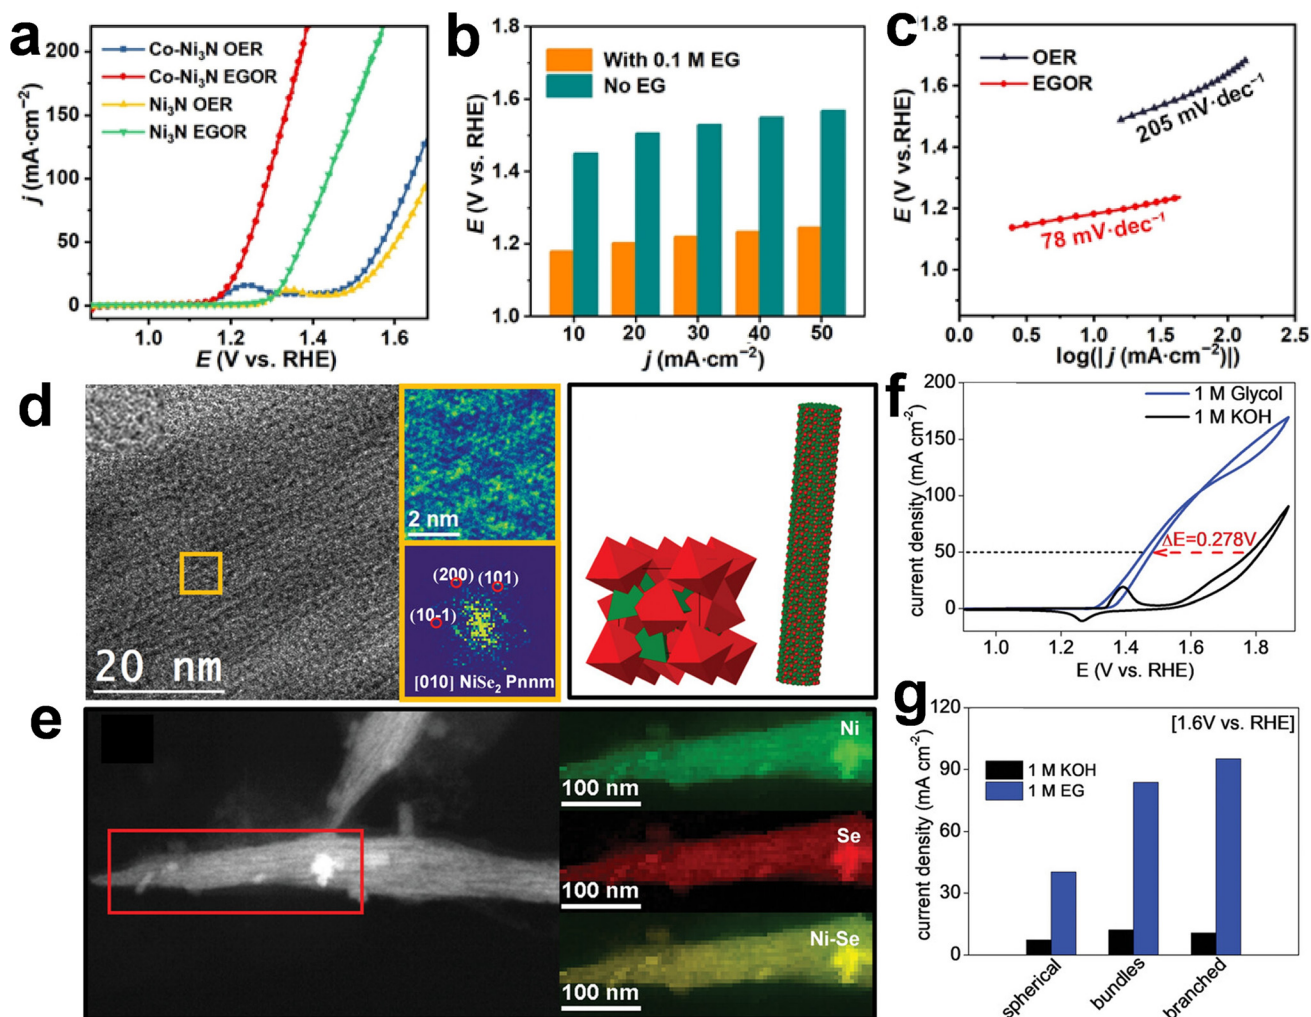 a
200
150
100
50
0
j (mA·cm⁻²)
Co-Ni₃N OER
Co-Ni₃N EGOR
Ni₃N OER
Ni₃N EGOR
1.0 1.2 1.4 1.6
E (V vs. RHE)
b
1.8
1.6
1.4
1.2
1.0
E (V vs. RHE)
With 0.1 M EG
No EG
10 20 30 40 50
j (mA·cm⁻²)
c
1.8
1.6
1.4
1.2
1.0
E (V vs.RHE)
OER
EGOR
205 mV·dec⁻¹
78 mV·dec⁻¹
0.0 0.5 1.0 1.5 2.0 2.5
log(|j (mA·cm⁻²)|)
d
20 nm
2 nm
(200) (101)
(10-1)
[010] NiSe₂ Pnnm
e
Ni
100 nm
Se
100 nm
Ni-Se
100 nm
f
200
150
100
50
0
current density (mA cm⁻²)
1 M Glycol
1 M KOH
ΔE=0.278V
1.0 1.2 1.4 1.6 1.8
E (V vs. RHE)
g
120
90
60
30
0
current density (mA cm⁻²)
[1.6V vs. RHE]
1 M KOH
1 M EG
spherical
bundles
branched